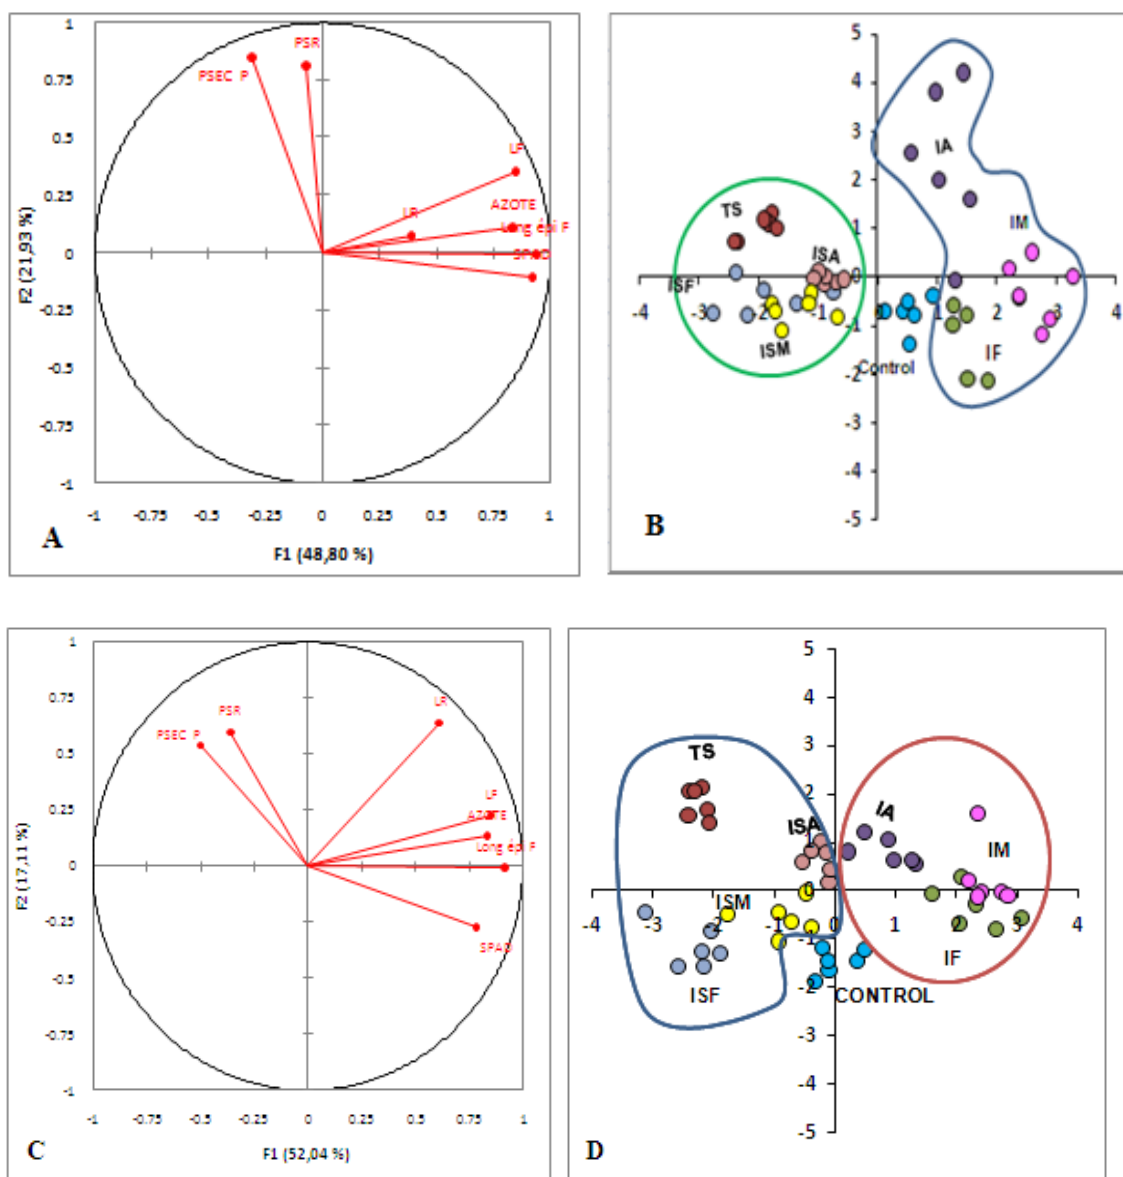 1
0.75
0.5
0.25
0
-0.25
-0.5
-0.75
-1
F2 (21,93 %)
PSEC P
PSR
LF
AZOTE
LR
Long épi F
SPAD
-1 -0.75 -0.5 -0.25 0 0.25 0.5 0.75 1
F1 (48,80 %)
A
B
5
4
3
2
1
0
-1
-2
-3
-4
-5
-4 -3 -2 -1 0 1 2 3 4
IA
IM
TS
ISA
ISF
ISM
Control
IF
1
0.75
0.5
0.25
0
-0.25
-0.5
-0.75
-1
F2 (17,11 %)
PSR
PSEC P
LR
LF
AZOTE
Long épi F
SPAD
-1 -0.75 -0.5 -0.25 0 0.25 0.5 0.75 1
F1 (52,04 %)
C
D
5
4
3
2
1
0
-1
-2
-3
-4
-5
-4 -3 -2 -1 0 1 2 3 4
TS
ISA
IA
IM
ISM
ISF
IF
CONTROL